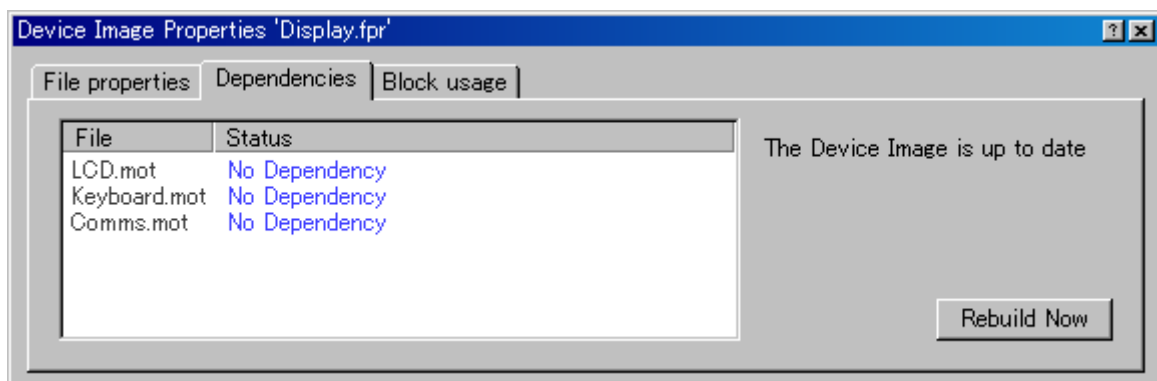 Device Image Properties 'Display.fpr'
File properties Dependencies Block usage
File Status
LCD.mot No Dependency
Keyboard.mot No Dependency
Comms.mot No Dependency
The Device Image is up to date
Rebuild Now